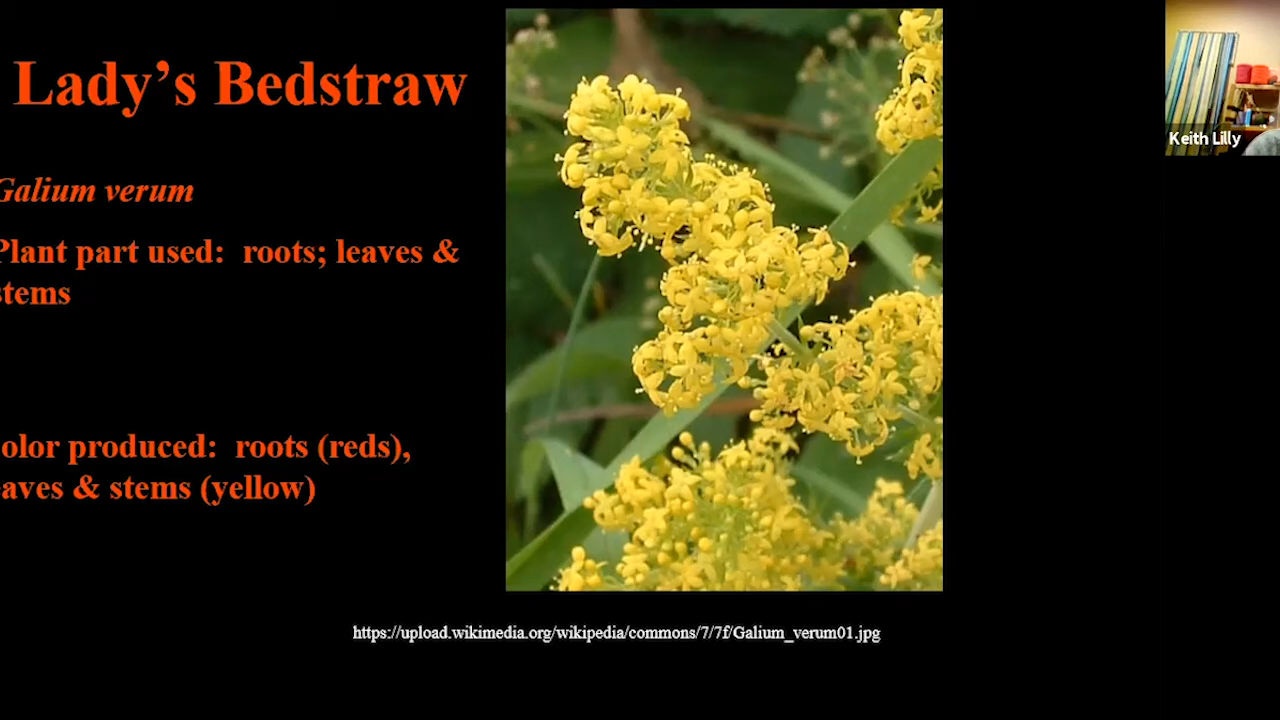 Lady's Bedstraw
Galium verum
Plant part used: roots; leaves &
stems
olor produced: roots (reds),
eaves & stems (yellow)
https://upload.wikimedia.org/wikipedia/commons/7/7f/Galium_verum01.jpg
Keith Lilly